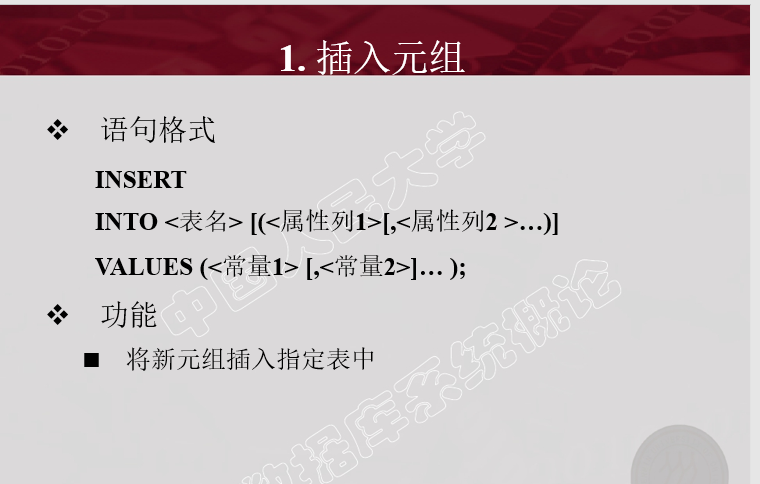 1. 插入元组
❖ 语句格式
INSERT
INTO <表名> [(<属性列1>[,<属性列2 >…)]
VALUES (<常量1> [,<常量2>]… );
❖ 功能
■ 将新元组插入指定表中
中国人民大学
数据库系统概论